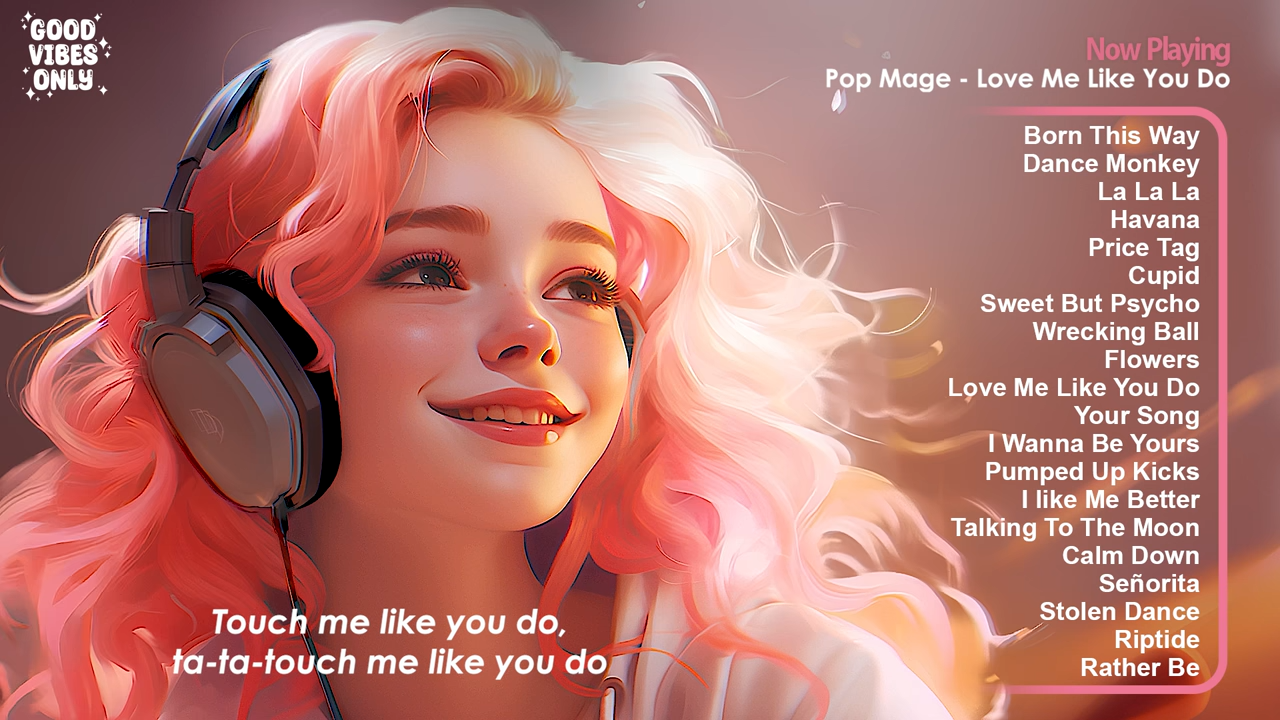 GOOD
VIBES
ONLY
Now Playing
Pop Mage - Love Me Like You Do
Born This Way
Dance Monkey
La La La
Havana
Price Tag
Cupid
Sweet But Psycho
Wrecking Ball
Flowers
Love Me Like You Do
Your Song
I Wanna Be Yours
Pumped Up Kicks
I like Me Better
Talking To The Moon
Calm Down
Señorita
Stolen Dance
Riptide
Rather Be
Touch me like you do,
ta-ta-touch me like you do